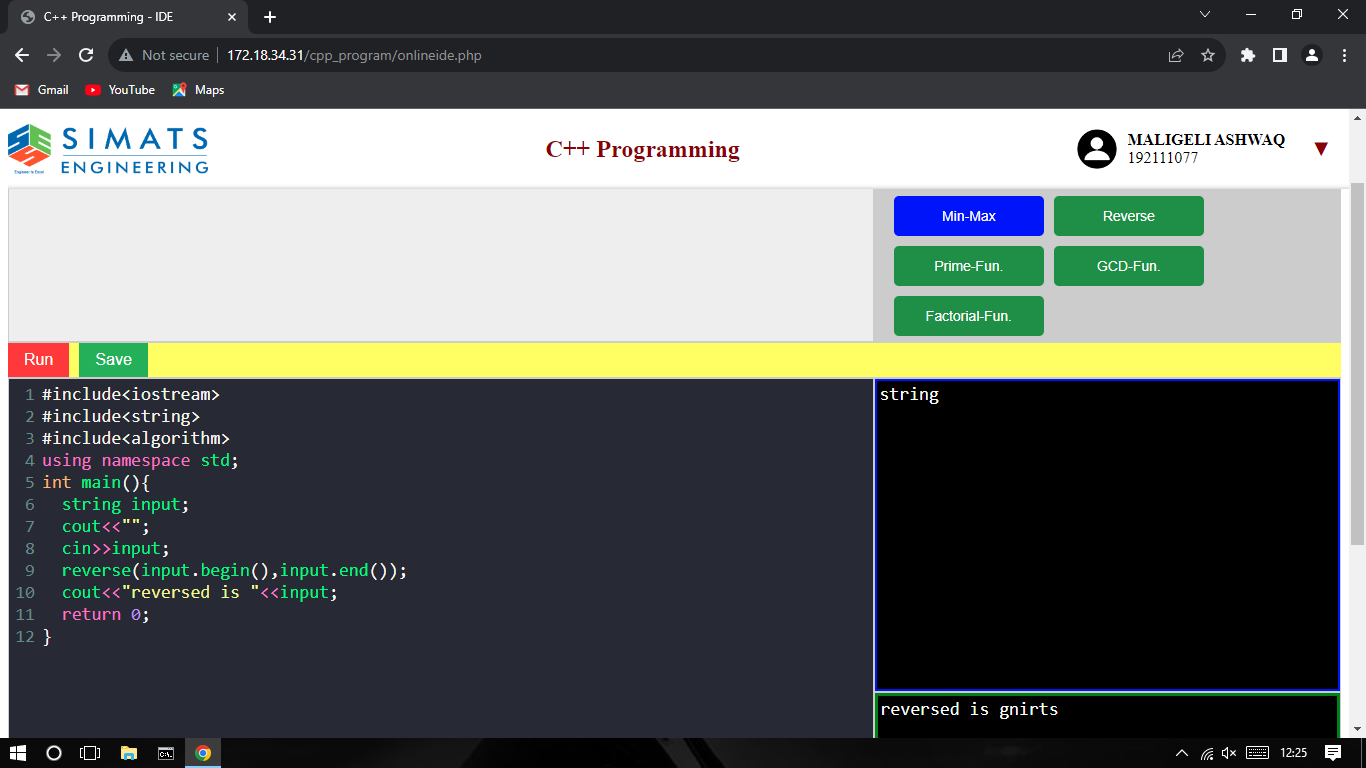 C++ Programming - IDE
Not secure 172.18.34.31/cpp_program/onlineide.php
Gmail YouTube Maps
SIMATS
ENGINEERING
Engineer to Excel
C++ Programming
MALIGELI ASHWAQ
192111077
Min-Max Reverse
Prime-Fun. GCD-Fun.
Factorial-Fun.
Run Save
1 #include<iostream>
2 #include<string>
3 #include<algorithm>
4 using namespace std;
5 int main(){
6 string input;
7 cout<<"";
8 cin>>input;
9 reverse(input.begin(),input.end());
10 cout<<"reversed is "<<input;
11 return 0;
12 }
string
reversed is gnirts
12:25